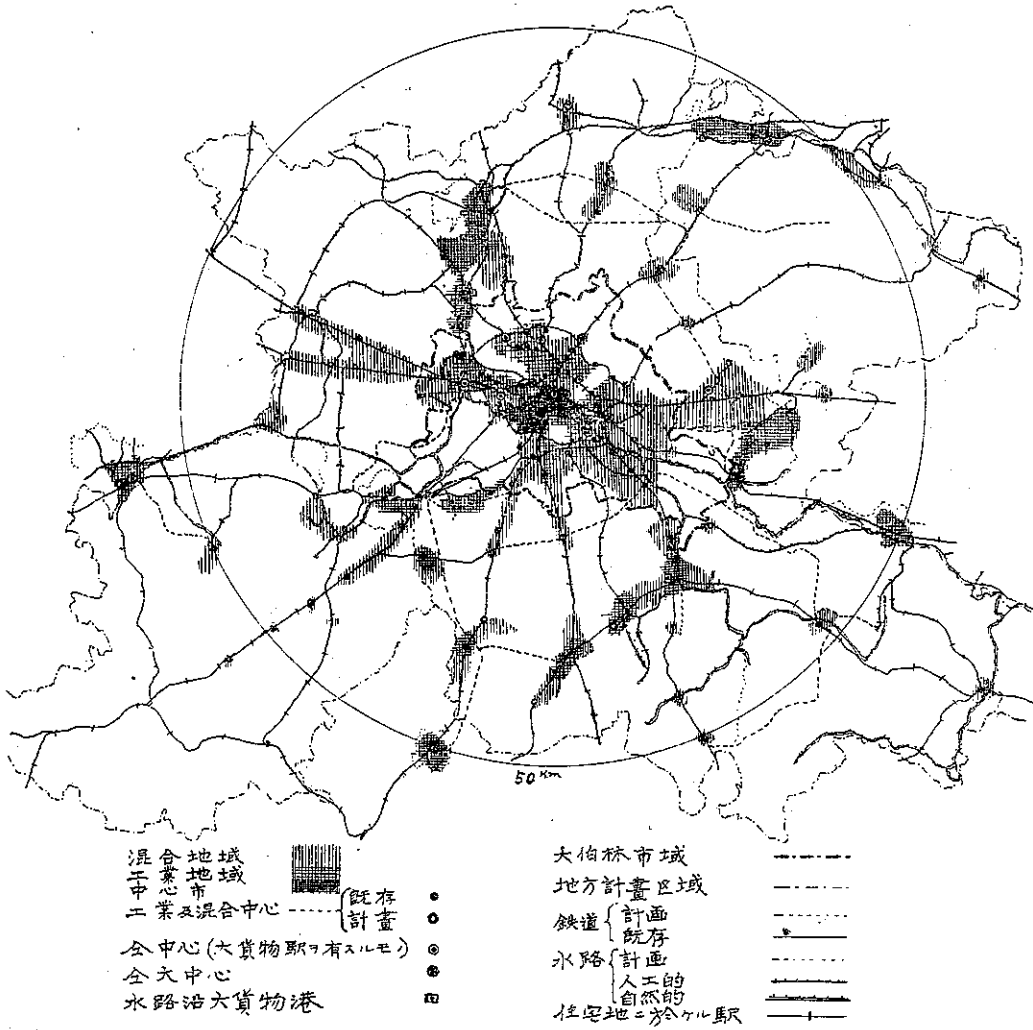 50 km
混合地域
工業地域
中心市
工業及混合中心 { 既存
計畫
仝中心(大貨物駅ヲ有スルモノ)
仝大中心
水路沿大貨物港
大伯林市域
地方計畫区域
鉄道 { 計画
既存
水路 { 計画
人工的
自然的
住宅地ニ於ケル駅